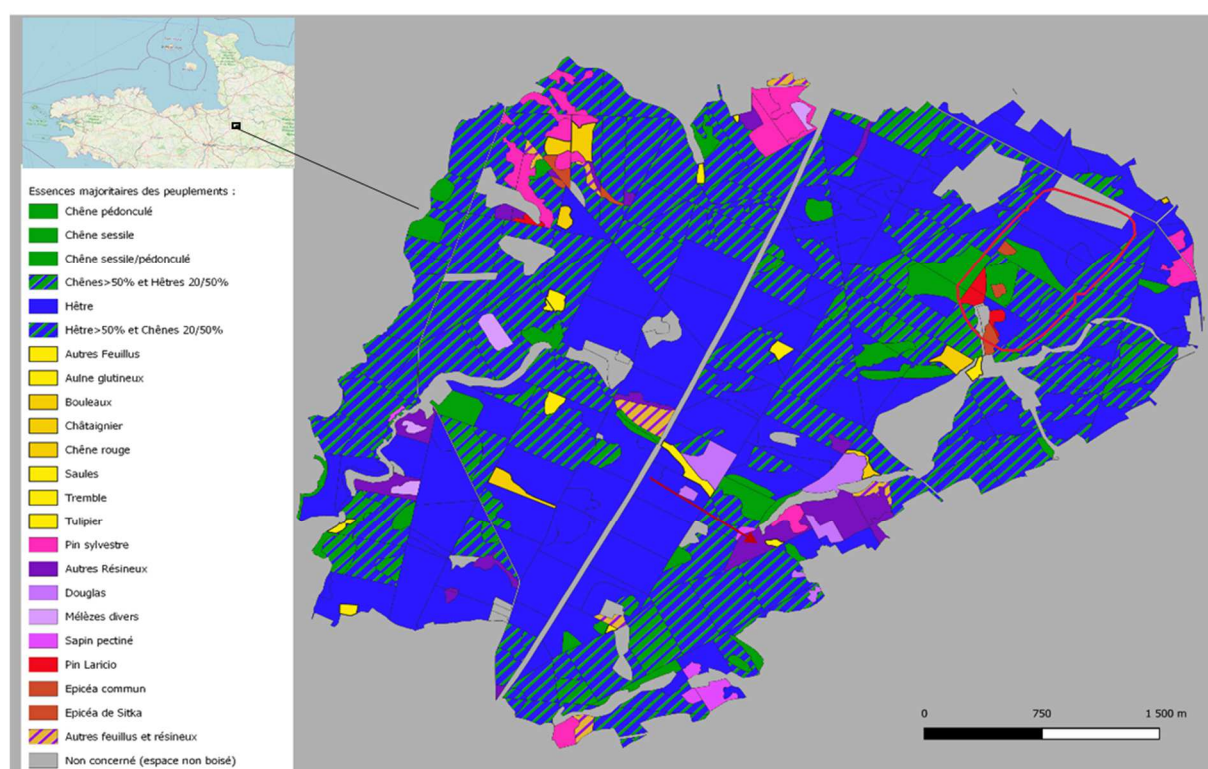 Essences majoritaires des peuplements :
Chêne pédonculé
Chêne sessile
Chêne sessile/pédonculé
Chênes>50% et Hêtres 20/50%
Hêtre
Hêtre>50% et Chênes 20/50%
Autres Feuillus
Aulne glutineux
Bouleaux
Châtaignier
Chêne rouge
Saules
Tremble
Tulipier
Pin sylvestre
Autres Résineux
Douglas
Mélèzes divers
Sapin pectiné
Pin Laricio
Epicéa commun
Epicéa de Sitka
Autres feuillus et résineux
Non concerné (espace non boisé)
0 750 1 500 m